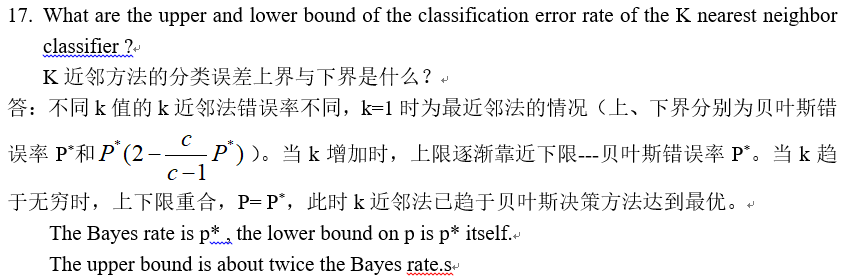 17. What are the upper and lower bound of the classification error rate of the K nearest neighbor
classifier ?
K 近邻方法的分类误差上界与下界是什么？
答：不同 k 值的 k 近邻法错误率不同，k=1 时为最近邻法的情况（上、下界分别为贝叶斯错
误率 P*和 P*(2−c/(c−1) P*) ）。当 k 增加时，上限逐渐靠近下限---贝叶斯错误率 P*。当 k 趋
于无穷时，上下限重合，P= P*，此时 k 近邻法已趋于贝叶斯决策方法达到最优。
The Bayes rate is p* , the lower bound on p is p* itself.
The upper bound is about twice the Bayes rate.s